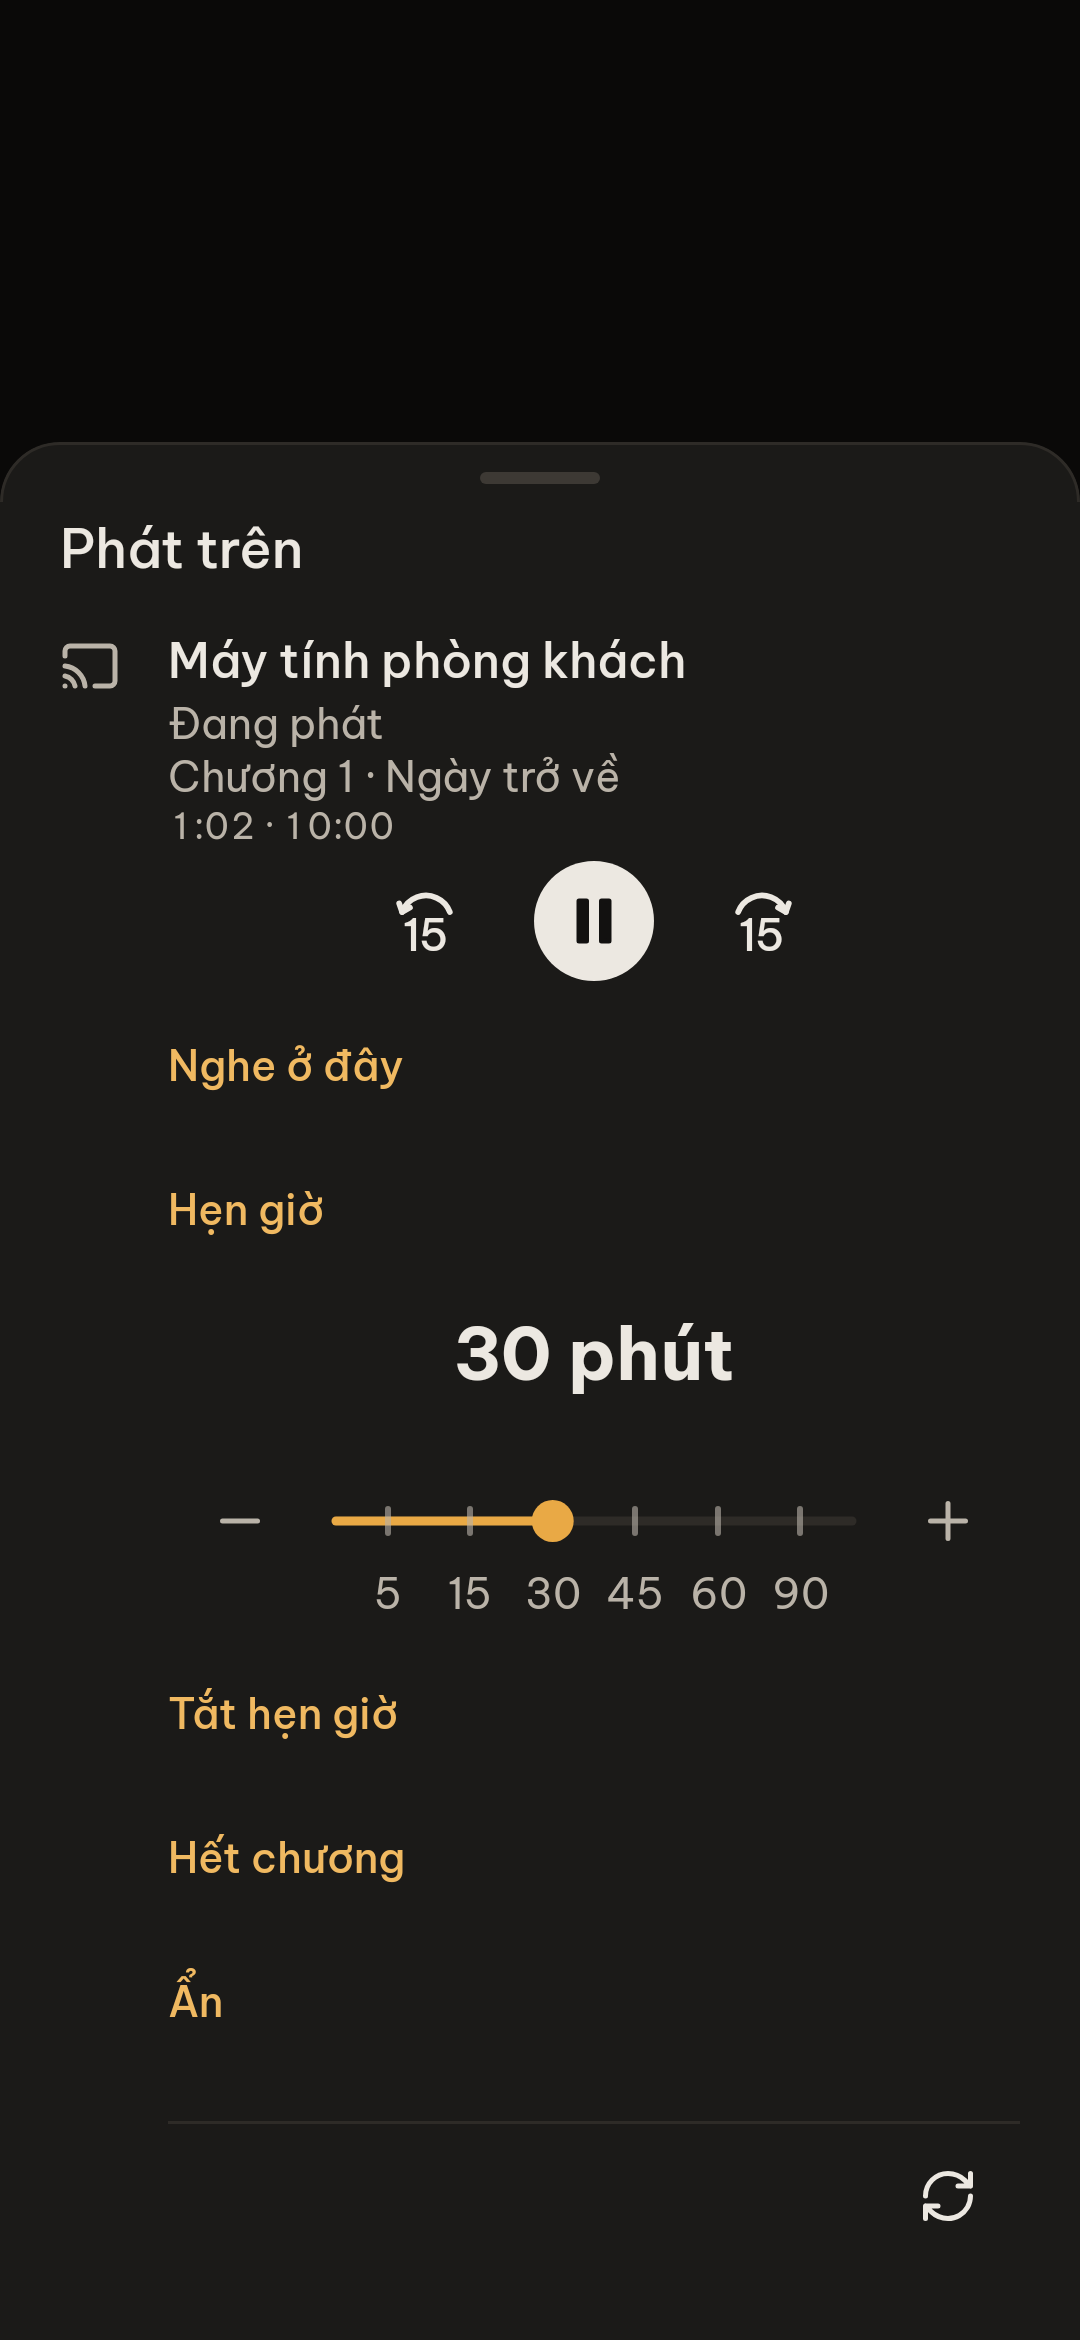 Phát trên
Máy tính phòng khách
Đang phát
Chương 1 · Ngày trở về
1:02 · 10:00
15 15
Nghe ở đây
Hẹn giờ
30 phút
5 15 30 45 60 90
Tắt hẹn giờ
Hết chương
Ẩn